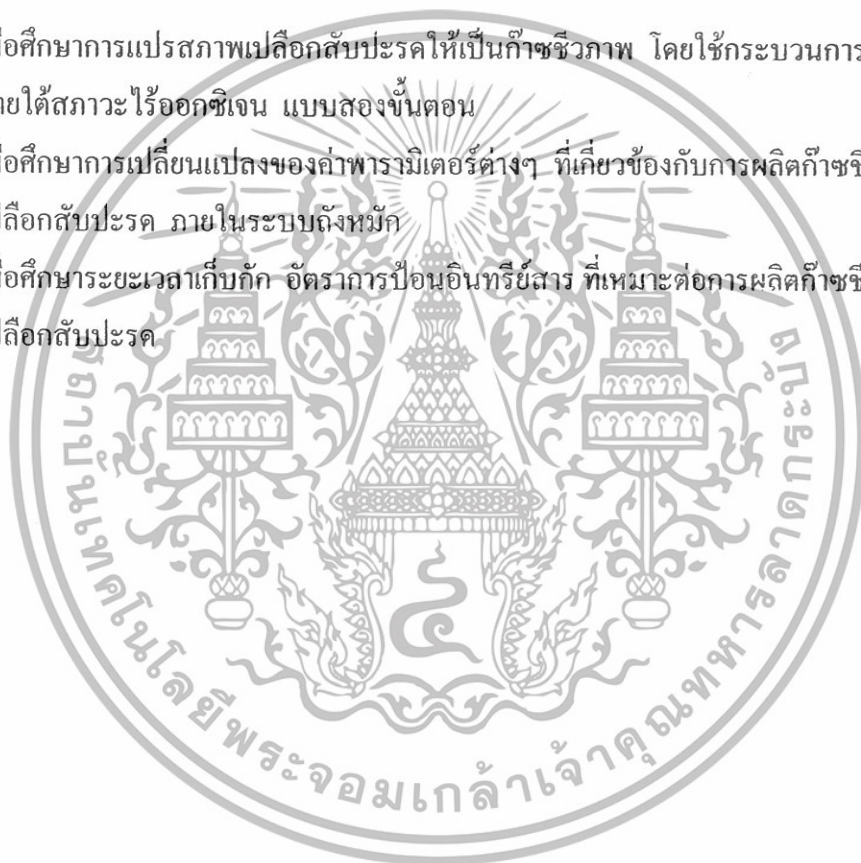 อศึกษาการแปรสภาพเปลือกสับปะรดให้เป็นก๊าซชีวภาพ โดยใช้กระบวนการ
ายใต้สภาวะไร้ออกซิเจน แบบสองขั้นตอน
อศึกษาการเปลี่ยนแปลงของค่าพารามิเตอร์ต่างๆ ที่เกี่ยวข้องกับการผลิตก๊าซชี
ปลือกสับปะรด ภายในระบบถังหมัก
อศึกษาระยะเวลาเก็บกัก อัตราการป้อนอินทรีย์สาร ที่เหมาะต่อการผลิตก๊าซชี
ปลือกสับปะรด
สถาบันเทคโนโลยีพระจอมเกล้าเจ้าคุณทหารลาดกระบัง
๔